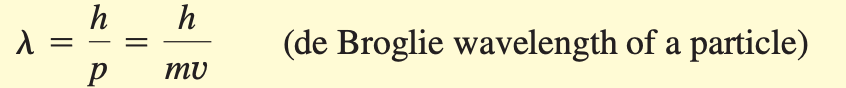 λ = h/p = h/mv (de Broglie wavelength of a particle)